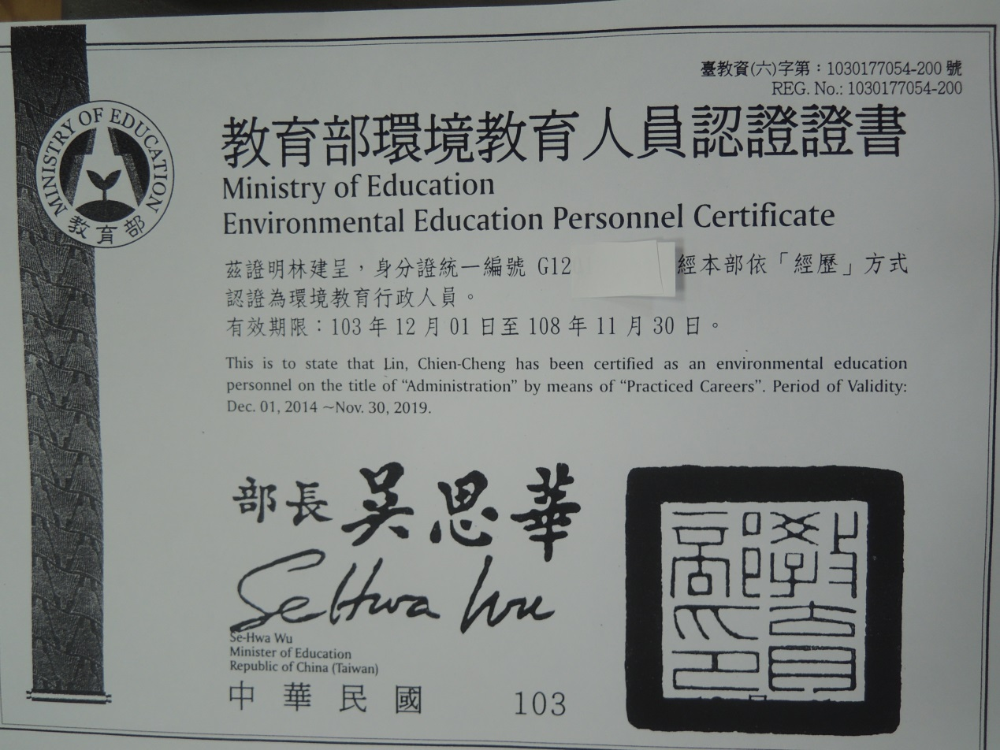 臺教資(六)字第：1030177054-200 號
REG. No.: 1030177054-200
MINISTRY OF EDUCATION
教育部
教育部環境教育人員認證證書
Ministry of Education
Environmental Education Personnel Certificate
茲證明林建呈，身分證統一編號 G12 經本部依「經歷」方式
認證為環境教育行政人員。
有效期限：103 年 12 月 01 日至 108 年 11 月 30 日。
This is to state that Lin, Chien-Cheng has been certified as an environmental education
personnel on the title of “Administration” by means of “Practiced Careers”. Period of Validity:
Dec. 01, 2014 ~Nov. 30, 2019.
部長 吳思華
SeHwa Wu
Se-Hwa Wu
Minister of Education
Republic of China (Taiwan)
中 華 民 國 103
教育部印